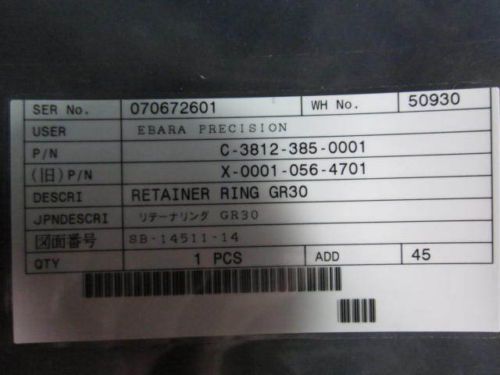 SER No. 070672601 WH No. 50930
USER EBARA PRECISION
P/N C-3812-385-0001
(旧)P/N X-0001-056-4701
DESCRI RETAINER RING GR30
JPNDESCRI リテーナリング GR30
図面番号 SB-14511-14
QTY 1 PCS ADD 45